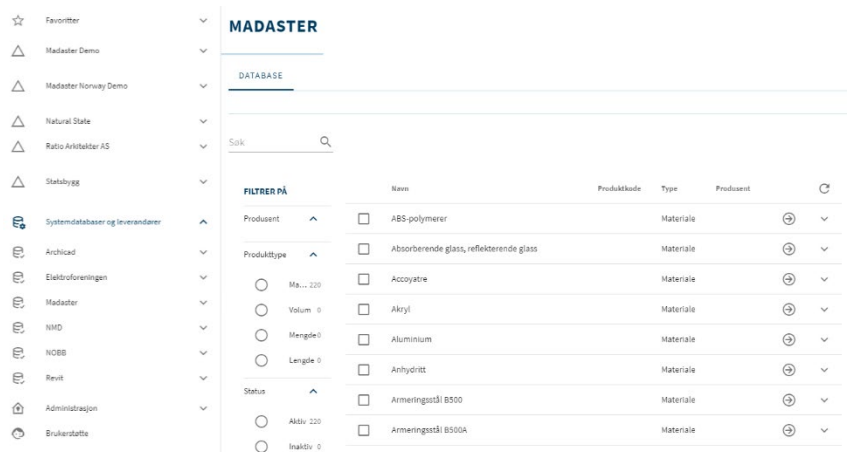 Favoritter
Madaster Demo
Madaster Norway Demo
Natural State
Ratio Arkitekter AS
Statsbygg
Systemdatabaser og leverandører
Archicad
Elektroforeningen
Madaster
NMD
NOBB
Revit
Administrasjon
Brukerstøtte
MADASTER
DATABASE
Søk
FILTRER PÅ
Produsent
Produkttype
Ma... 220
Volum 0
Mengde 0
Lengde 0
Status
Aktiv 220
Inaktiv 0
Navn Produktkode Type Produsent
ABS-polymerer Materiale
Absorberende glass, reflekterende glass Materiale
Accoyatre Materiale
Akryl Materiale
Aluminium Materiale
Anhydritt Materiale
Armeringsstål B500 Materiale
Armeringsstål B500A Materiale